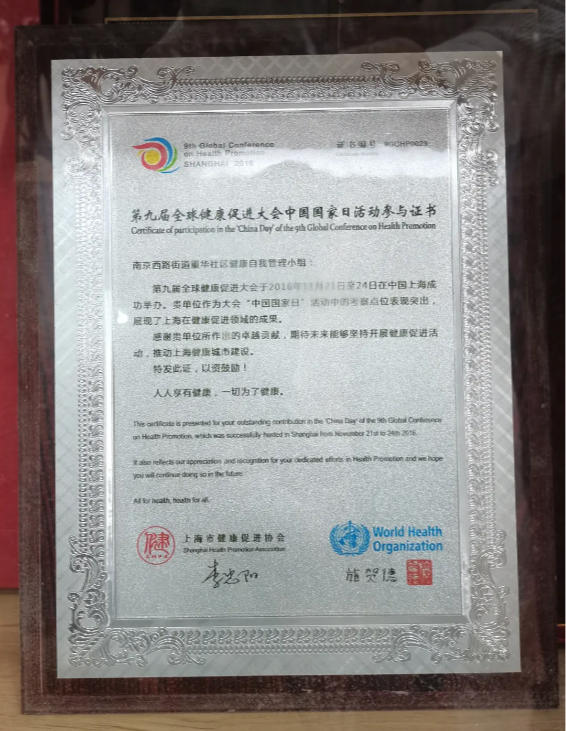 9th Global Conference
on Health Promotion
SHANGHAI 2016
证书编号 9GCHP0023
第九届全球健康促进大会中国国家日活动参与证书
Certificate of participation in the 'China Day' of the 9th Global Conference on Health Promotion
南京西路街道重华社区健康自我管理小组:
第九届全球健康促进大会于2016年11月21日至24日在中国上海成
功举办。贵单位作为大会“中国国家日”活动中的考察点位表现突出,
展现了上海在健康促进领域的成果。
感谢贵单位所作出的卓越贡献,期待未来能够坚持开展健康促进活
动,推动上海健康城市建设。
特发此证,以资鼓励!
人人享有健康,一切为了健康。
This certificate is presented for your outstanding contribution in the 'China Day' of the 9th Global Conference
on Health Promotion, which was successfully hosted in Shanghai from November 21st to 24th 2016.
It also reflects our appreciation and recognition for your dedicated efforts in Health Promotion and we hope
you will continue doing so in the future.
All for health, health for all.
上海市健康促进协会
Shanghai Health Promotion Association
World Health
Organization
李忠阳
施贺德